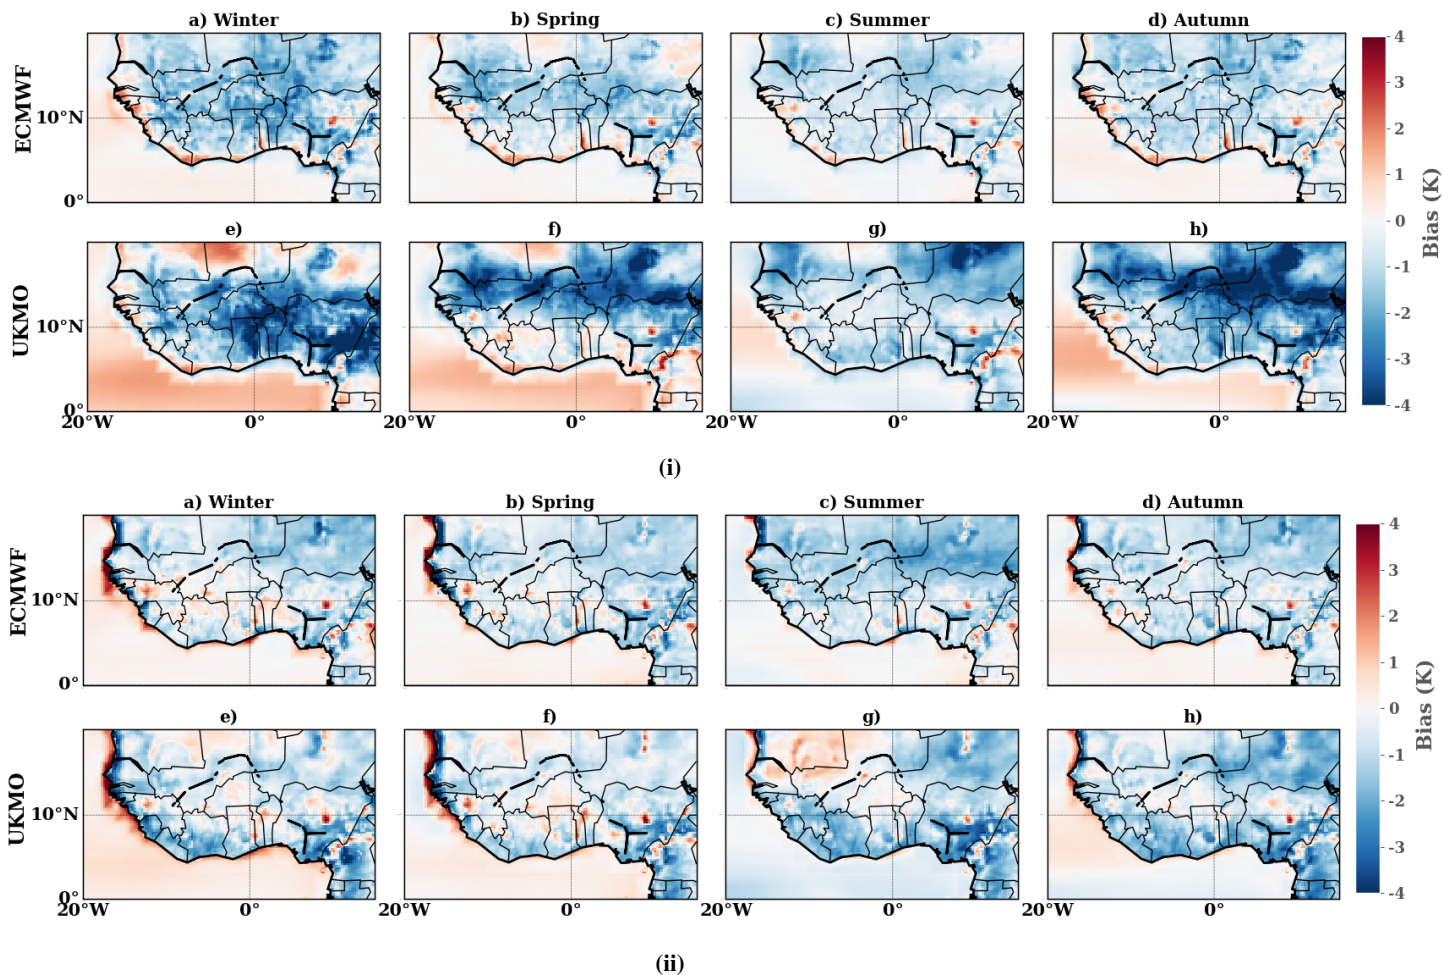 a) Winter
b) Spring
c) Summer
d) Autumn
ECMWF
10°N
0°
4
3
2
1
0
-1
-2
-3
-4
Bias (K)
e)
f)
g)
h)
UKMO
10°N
0°
20°W
0°
20°W
0°
20°W
0°
20°W
0°
(i)
a) Winter
b) Spring
c) Summer
d) Autumn
ECMWF
10°N
0°
4
3
2
1
0
-1
-2
-3
-4
Bias (K)
e)
f)
g)
h)
UKMO
10°N
0°
20°W
0°
20°W
0°
20°W
0°
20°W
0°
(ii)